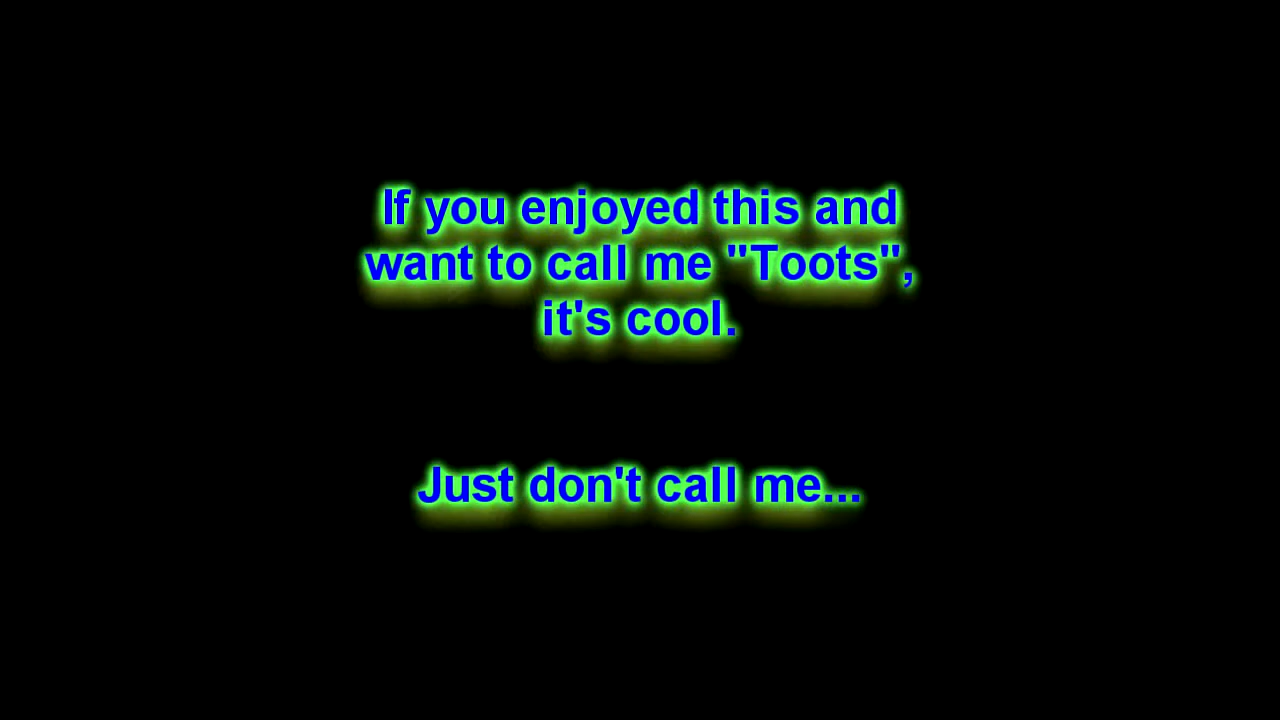 If you enjoyed this and
want to call me "Toots",
it's cool.
Just don't call me...